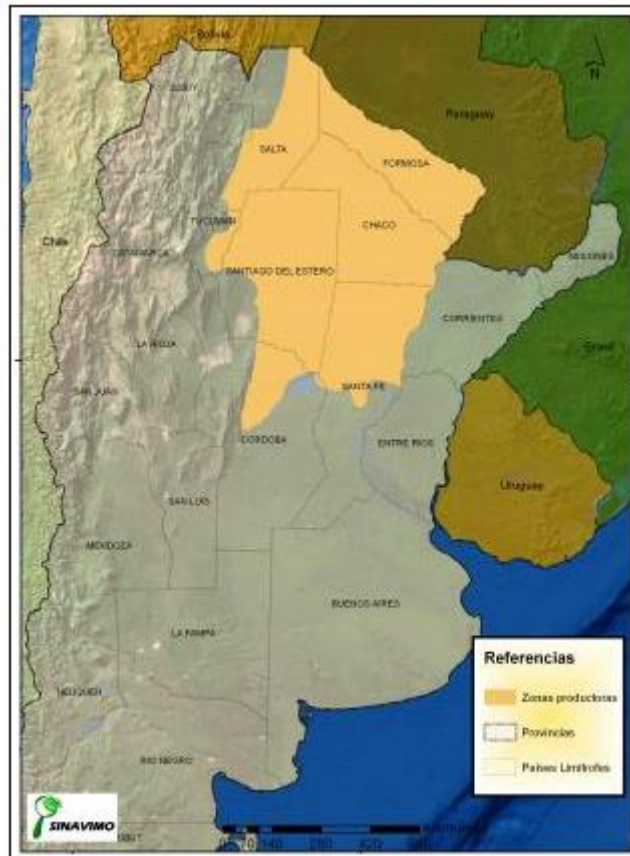 Bolivia
N
JUJUY
Paraguay
SALTA
FORMOSA
TUCUMAN
CHACO
Chile
CATAMARCA
MISIONES
SANTIAGO DEL ESTERO
CORRIENTES
LA RIOJA
Brasil
SANTA FE
SAN JUAN
CORDOBA
ENTRE RIOS
Uruguay
SAN LUIS
MENDOZA
BUENOS AIRES
LA PAMPA
Referencias
NEUQUEN
Zonas productoras
Provincias
RIO NEGRO
Países Limítrofes
SINAVIMO